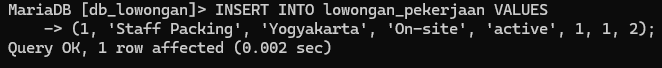 MariaDB [db_lowongan]> INSERT INTO lowongan_pekerjaan VALUES
    -> (1, 'Staff Packing', 'Yogyakarta', 'On-site', 'active', 1, 1, 2);
Query OK, 1 row affected (0.002 sec)